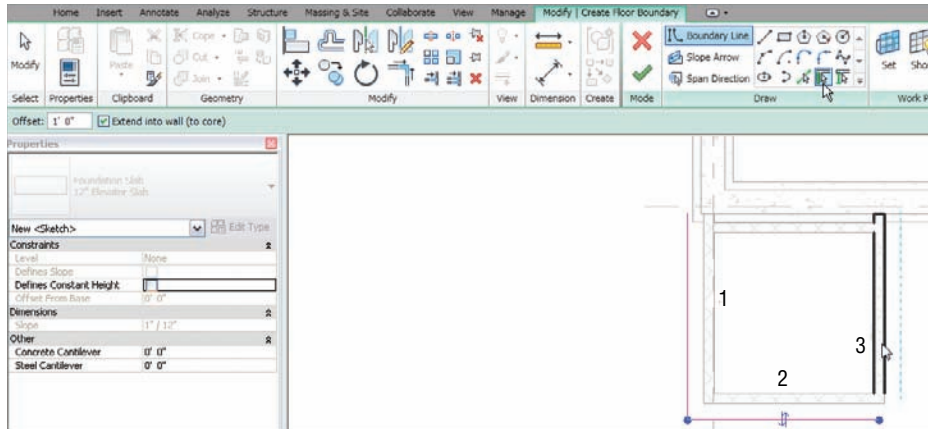 Home Insert Annotate Analyze Structure Massing & Site Collaborate View Manage Modify | Create Floor Boundary
Modify
Paste
Cope
Cut
Join
Boundary Line
Slope Arrow
Span Direction
Set
Select Properties Clipboard Geometry Modify View Dimension Create Mode Draw Work P
Offset: 1' 0" Extend into wall (to core)
Properties
Foundation Slab
12" Elevator Slab
New <Sketch> Edit Type
Constraints
Level None
Defines Slope
Defines Constant Height
Offset From Base 0' 0"
Dimensions
Slope 1" / 12"
Other
Concrete Cantilever 0' 0"
Steel Cantilever 0' 0"
1
3
2